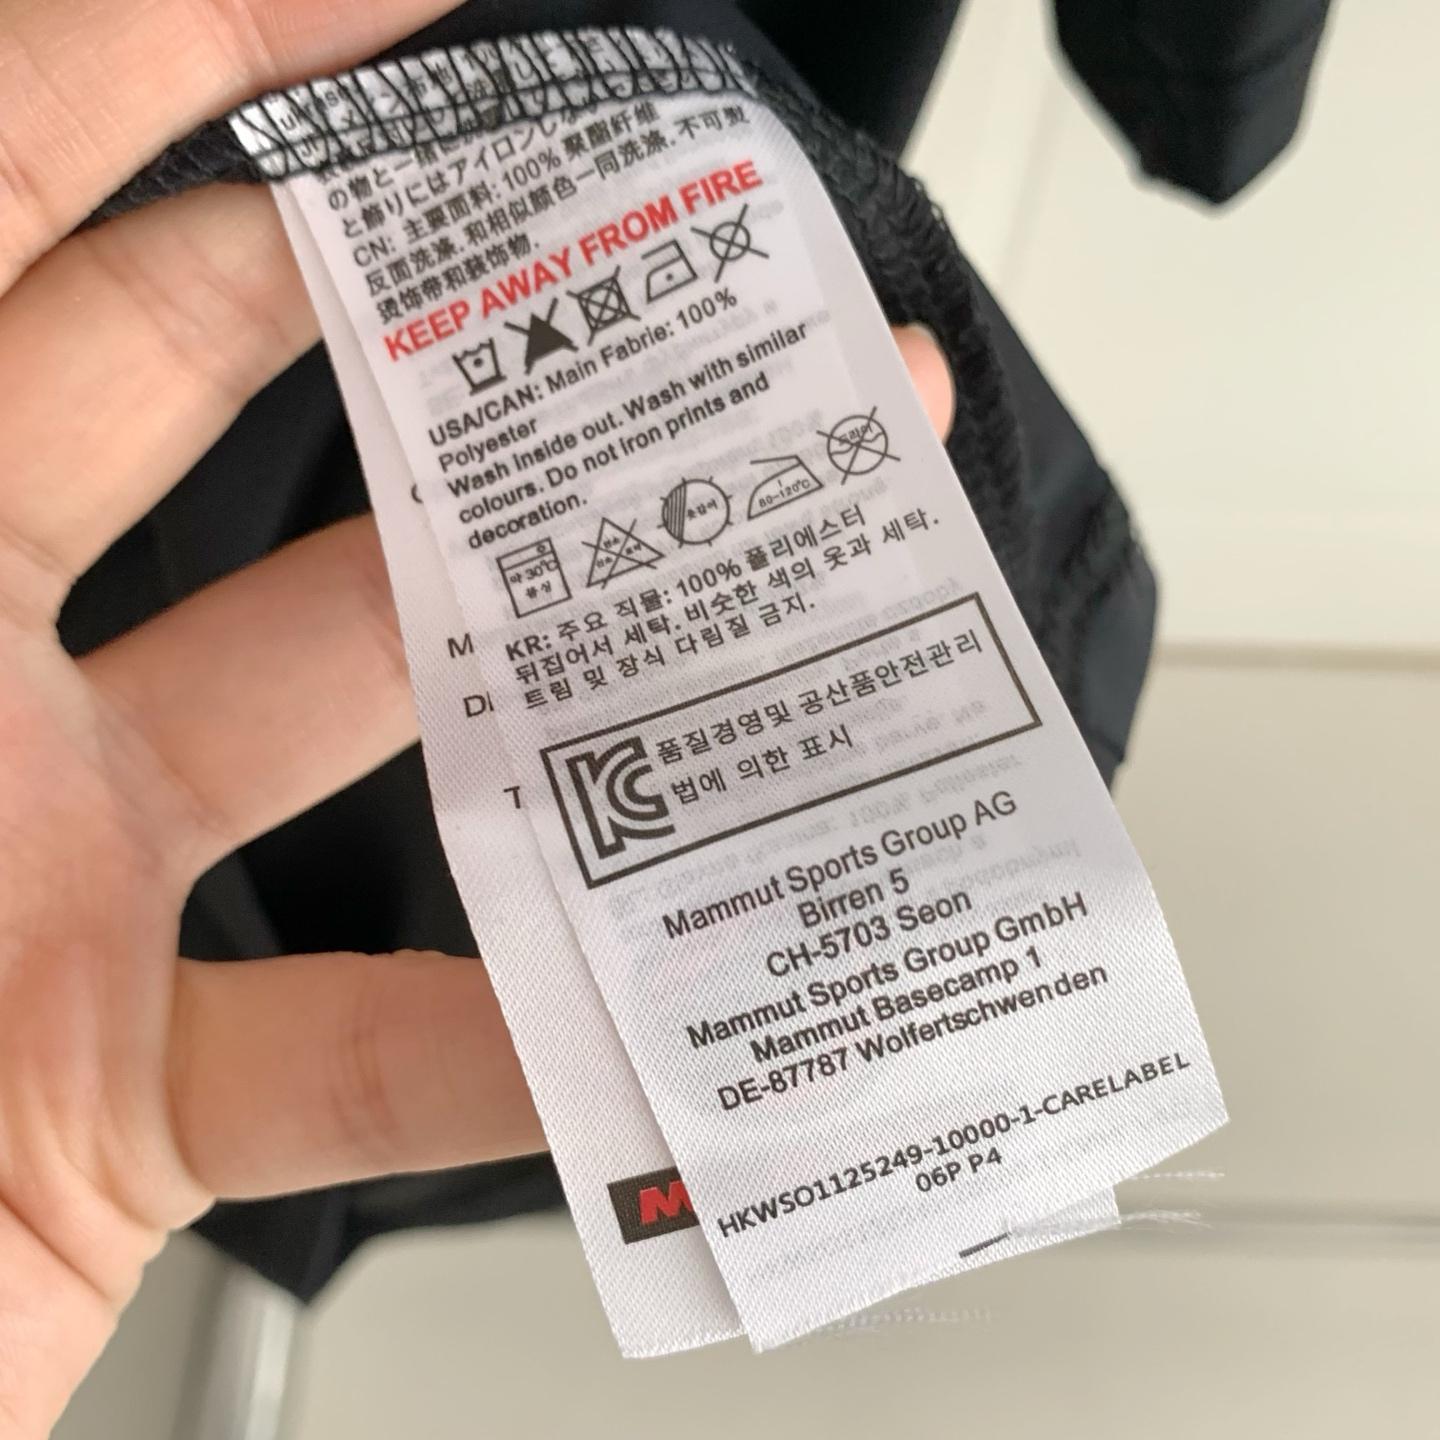 の物と一緒に
と飾りにはアイロンしな
CN: 主要面料: 100% 聚酯纤维
反面洗涤.和相似颜色一同洗涤.不可熨
烫饰带和装饰物.
KEEP AWAY FROM FIRE
USA/CAN: Main Fabrie: 100%
Polyester
Wash inside out. Wash with similar
colours. Do not iron prints and
decoration.
약 30℃
중성
드라이
옷걸이
80~120℃
KR: 주요 직물: 100% 폴리에스터
뒤집어서 세탁. 비슷한 색의 옷과 세탁.
트림 및 장식 다림질 금지.
품질경영및 공산품안전관리
법에 의한 표시
Mammut Sports Group AG
Birren 5
CH-5703 Seon
Mammut Sports Group GmbH
Mammut Basecamp 1
DE-87787 Wolfertschwenden
HKWSO1125249-10000-1-CARELABEL
06P P4
M
DI
T